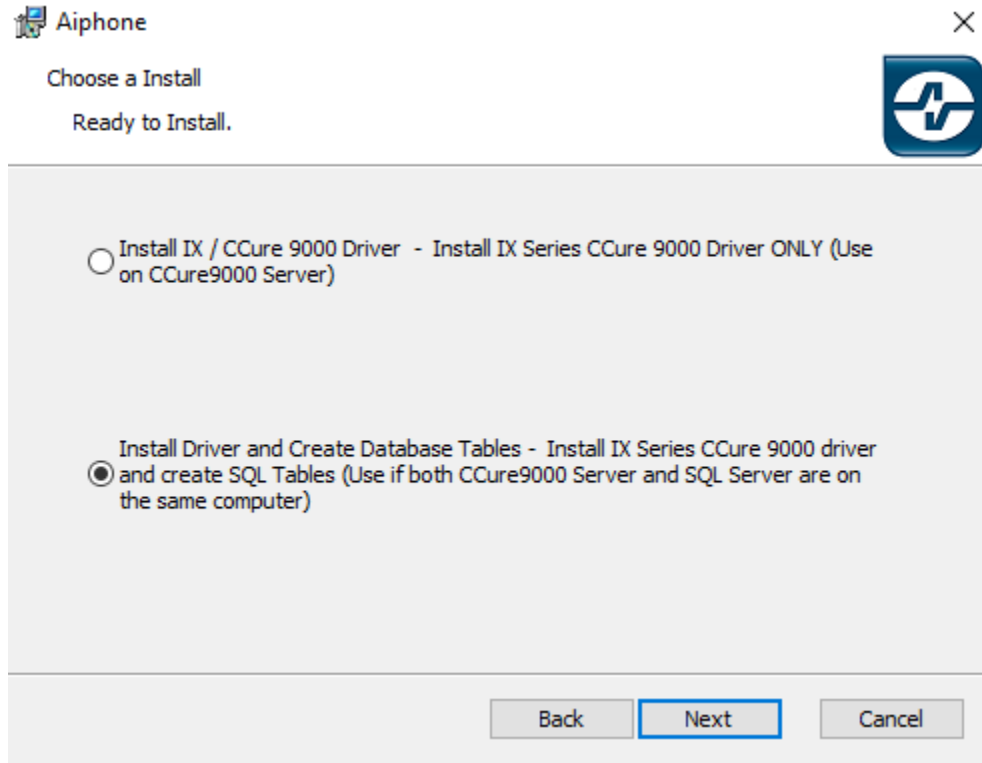 Aiphone
Choose a Install
Ready to Install.
Install IX / CCure 9000 Driver  -  Install IX Series CCure 9000 Driver ONLY (Use
on CCure9000 Server)
Install Driver and Create Database Tables -  Install IX Series CCure 9000 driver
and create SQL Tables (Use if both CCure9000 Server and SQL Server are on
the same computer)
Back
Next
Cancel